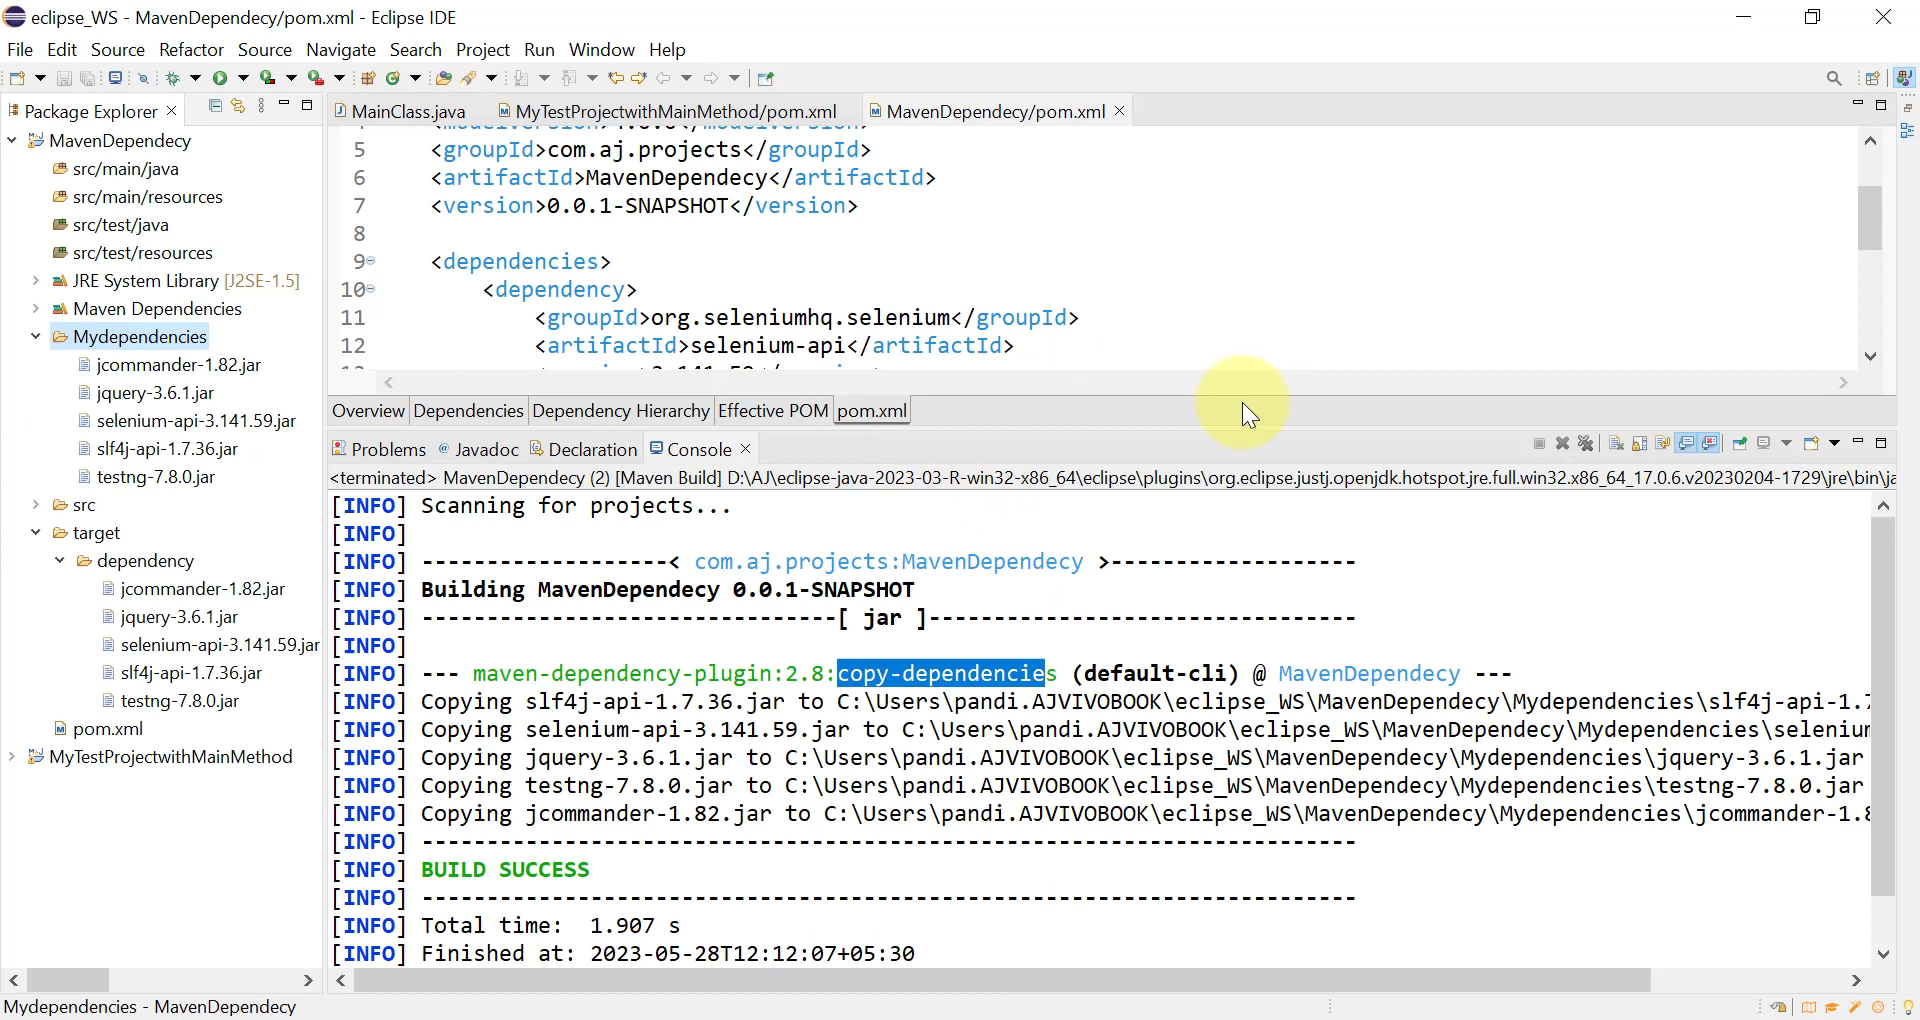 eclipse_WS - MavenDependecy/pom.xml - Eclipse IDE
File Edit Source Refactor Source Navigate Search Project Run Window Help
Package Explorer
MavenDependecy
src/main/java
src/main/resources
src/test/java
src/test/resources
JRE System Library [J2SE-1.5]
Maven Dependencies
Mydependencies
jcommander-1.82.jar
jquery-3.6.1.jar
selenium-api-3.141.59.jar
slf4j-api-1.7.36.jar
testng-7.8.0.jar
src
target
dependency
jcommander-1.82.jar
jquery-3.6.1.jar
selenium-api-3.141.59.jar
slf4j-api-1.7.36.jar
testng-7.8.0.jar
pom.xml
MyTestProjectwithMainMethod
MainClass.java MyTestProjectwithMainMethod/pom.xml MavenDependecy/pom.xml
5 <groupId>com.aj.projects</groupId>
6 <artifactId>MavenDependecy</artifactId>
7 <version>0.0.1-SNAPSHOT</version>
8
9 <dependencies>
10 <dependency>
11 <groupId>org.seleniumhq.selenium</groupId>
12 <artifactId>selenium-api</artifactId>
Overview Dependencies Dependency Hierarchy Effective POM pom.xml
Problems Javadoc Declaration Console
<terminated> MavenDependecy (2) [Maven Build] D:\AJ\eclipse-java-2023-03-R-win32-x86_64\eclipse\plugins\org.eclipse.justj.openjdk.hotspot.jre.full.win32.x86_64_17.0.6.v20230204-1729\jre\bin\ja
[INFO] Scanning for projects...
[INFO]
[INFO] -------------------< com.aj.projects:MavenDependecy >-------------------
[INFO] Building MavenDependecy 0.0.1-SNAPSHOT
[INFO] --------------------------------[ jar ]---------------------------------
[INFO]
[INFO] --- maven-dependency-plugin:2.8:copy-dependencies (default-cli) @ MavenDependecy ---
[INFO] Copying slf4j-api-1.7.36.jar to C:\Users\pandi.AJVIVOBOOK\eclipse_WS\MavenDependecy\Mydependencies\slf4j-api-1.7
[INFO] Copying selenium-api-3.141.59.jar to C:\Users\pandi.AJVIVOBOOK\eclipse_WS\MavenDependecy\Mydependencies\selenium
[INFO] Copying jquery-3.6.1.jar to C:\Users\pandi.AJVIVOBOOK\eclipse_WS\MavenDependecy\Mydependencies\jquery-3.6.1.jar
[INFO] Copying testng-7.8.0.jar to C:\Users\pandi.AJVIVOBOOK\eclipse_WS\MavenDependecy\Mydependencies\testng-7.8.0.jar
[INFO] Copying jcommander-1.82.jar to C:\Users\pandi.AJVIVOBOOK\eclipse_WS\MavenDependecy\Mydependencies\jcommander-1.8
[INFO] ------------------------------------------------------------------------
[INFO] BUILD SUCCESS
[INFO] ------------------------------------------------------------------------
[INFO] Total time: 1.907 s
[INFO] Finished at: 2023-05-28T12:12:07+05:30
Mydependencies - MavenDependecy